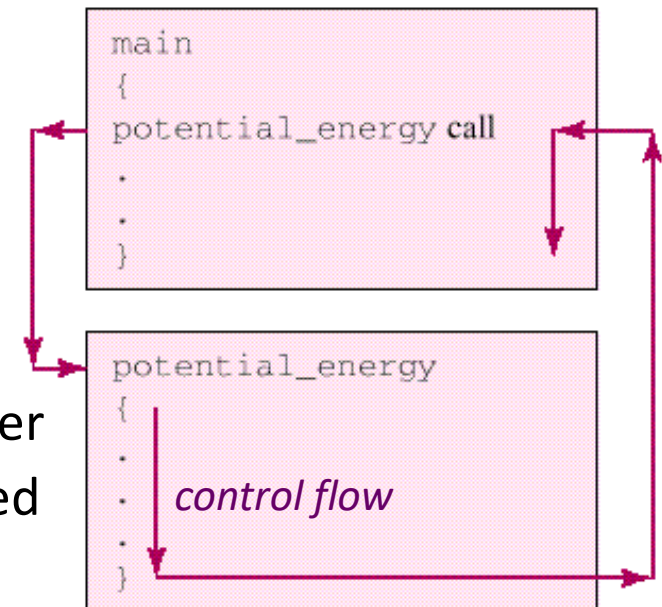 main
{
potential_energy call
.
.
}
potential_energy
{
.
er
. control flow
ed
.
}